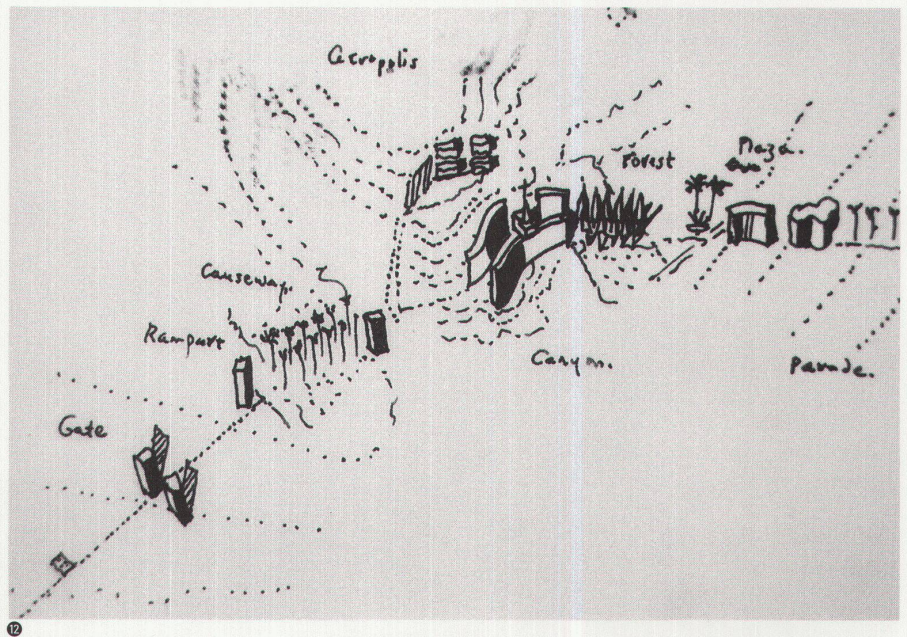 Acropolis
Forest
Plaza.
Causeway.
Rampart
Canyon.
Parade.
Gate
12